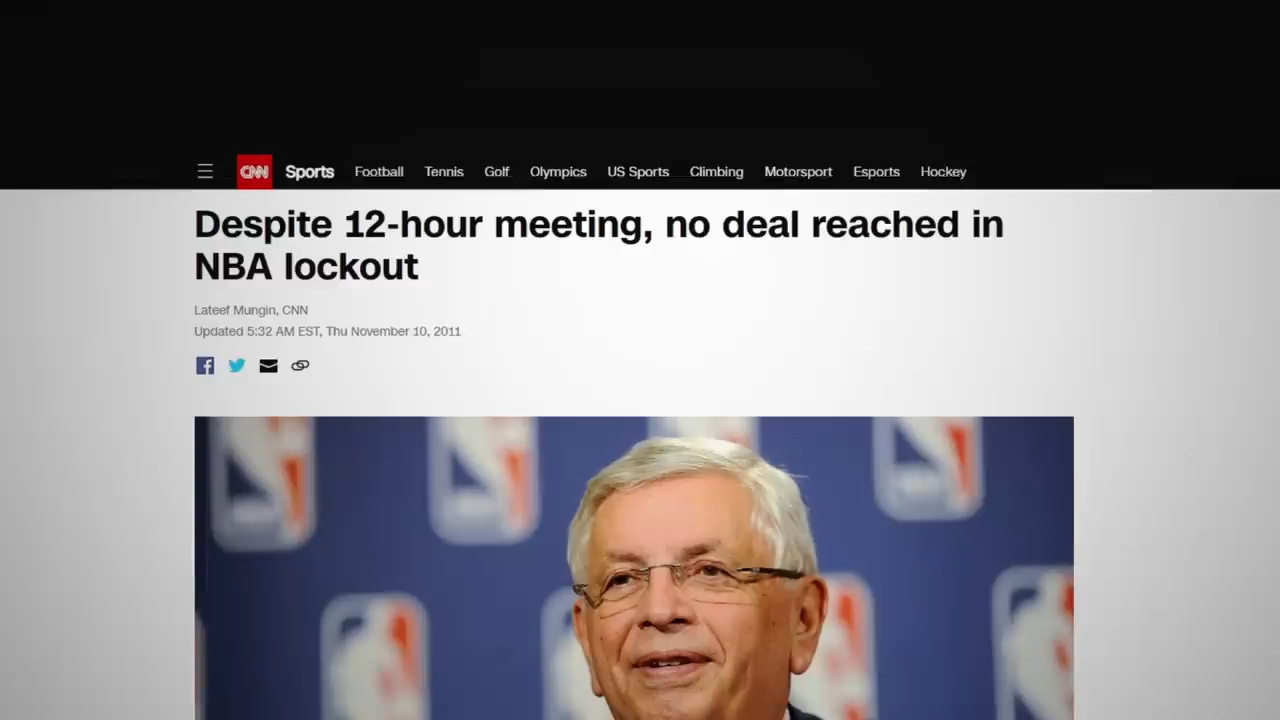 CNN Sports Football Tennis Golf Olympics US Sports Climbing Motorsport Esports Hockey
Despite 12-hour meeting, no deal reached in
NBA lockout
Lateef Mungin, CNN
Updated 5:32 AM EST, Thu November 10, 2011